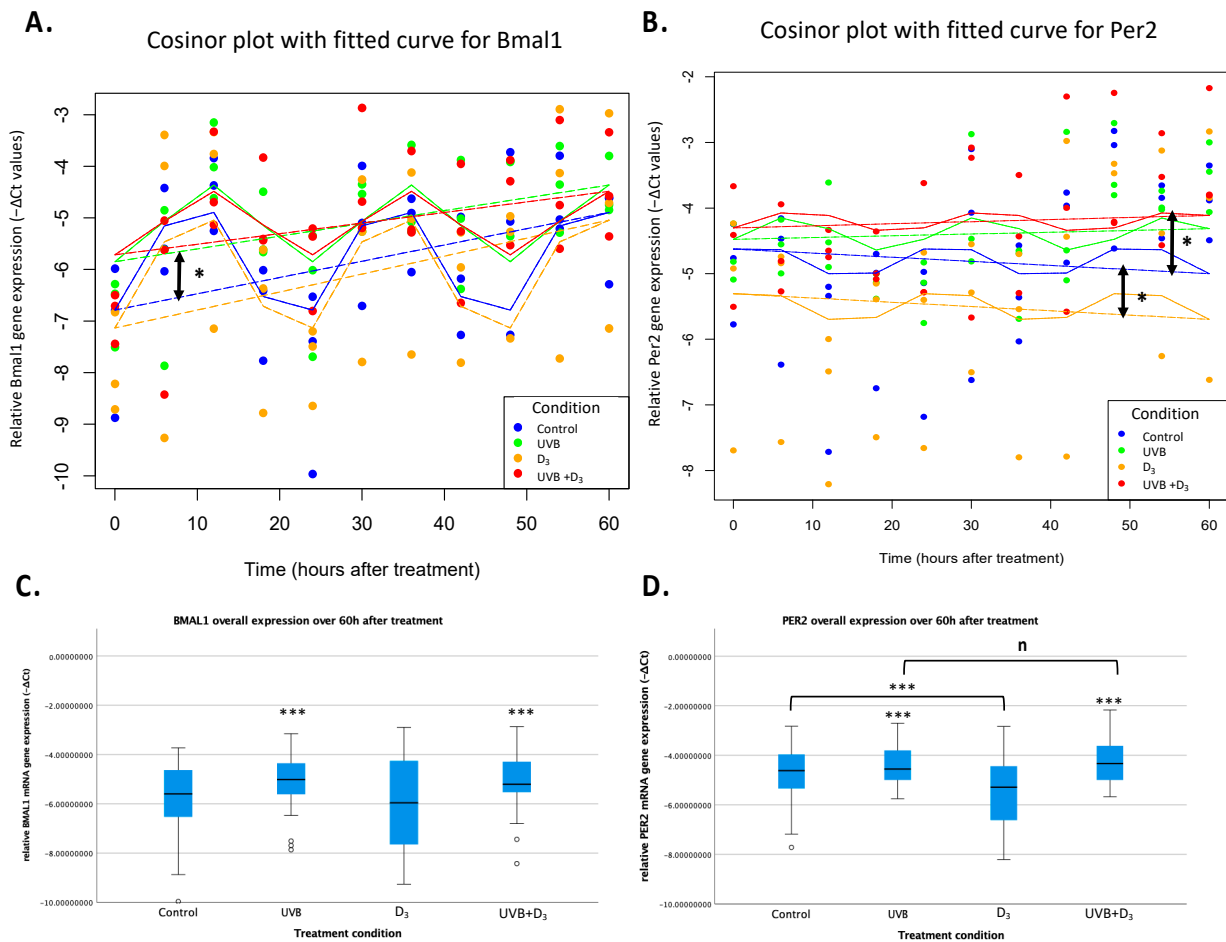 A.
Cosinor plot with fitted curve for Bmal1
Relative Bmal1 gene expression (−ΔCt values)
-3
-4
-5
-6
-7
-8
-9
-10
*
Condition
Control
UVB
D3
UVB +D3
0 10 20 30 40 50 60
Time (hours after treatment)
B.
Cosinor plot with fitted curve for Per2
Relative Per2 gene expression (−ΔCt values)
-2
-3
-4
-5
-6
-7
-8
*
*
Condition
Control
UVB
D3
UVB +D3
0 10 20 30 40 50 60
Time (hours after treatment)
C.
BMAL1 overall expression over 60h after treatment
relative BMAL1 mRNA gene expression (−ΔCt)
0.00000000
-2.00000000
-4.00000000
-6.00000000
-8.00000000
-10.00000000
*** ***
Control UVB D3 UVB+D3
Treatment condition
D.
PER2 overall expression over 60h after treatment
relative PER2 mRNA gene expression (−ΔCt)
0.00000000
-2.00000000
-4.00000000
-6.00000000
-8.00000000
-10.00000000
n
***
*** ***
Control UVB D3 UVB+D3
Treatment condition